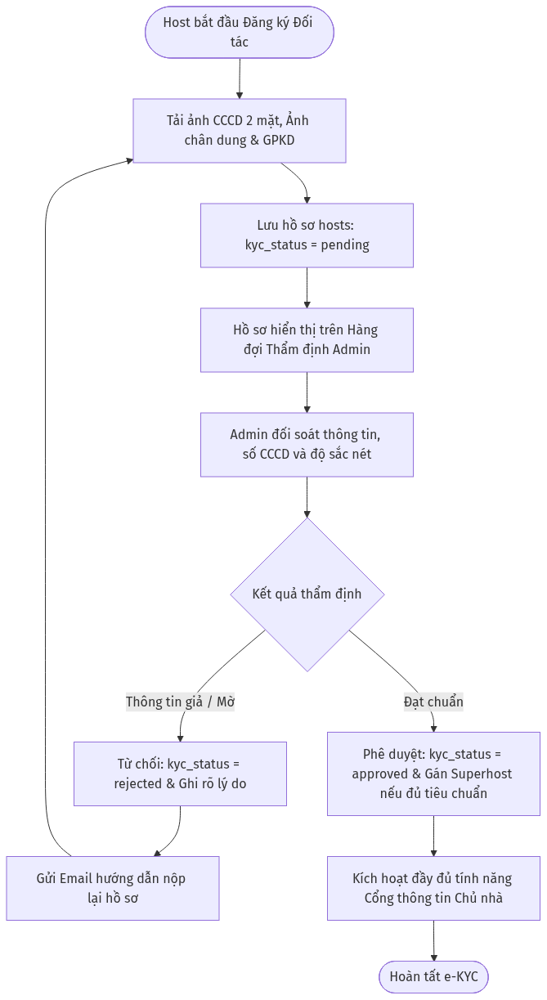 Host bắt đầu Đăng ký Đối
tác
Tải ảnh CCCD 2 mặt, Ảnh
chân dung & GPKD
Lưu hồ sơ hosts:
kyc_status = pending
Hồ sơ hiển thị trên Hàng
đợi Thẩm định Admin
Admin đối soát thông tin,
số CCCD và độ sắc nét
Kết quả thẩm định
Thông tin giả / Mờ
Đạt chuẩn
Từ chối: kyc_status =
rejected & Ghi rõ lý do
Phê duyệt: kyc_status =
approved & Gán Superhost
nếu đủ tiêu chuẩn
Gửi Email hướng dẫn nộp
lại hồ sơ
Kích hoạt đầy đủ tính năng
Cổng thông tin Chủ nhà
Hoàn tất e-KYC